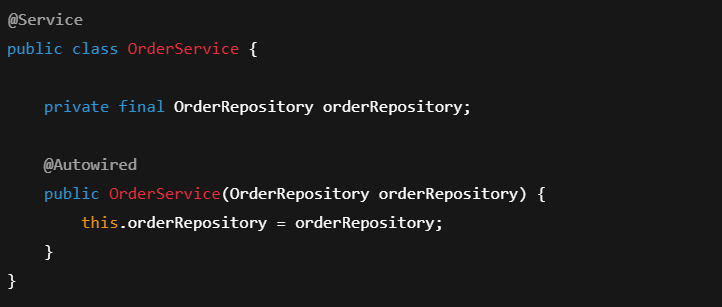 @Service
public class OrderService {
    private final OrderRepository orderRepository;
    @Autowired
    public OrderService(OrderRepository orderRepository) {
        this.orderRepository = orderRepository;
    }
}